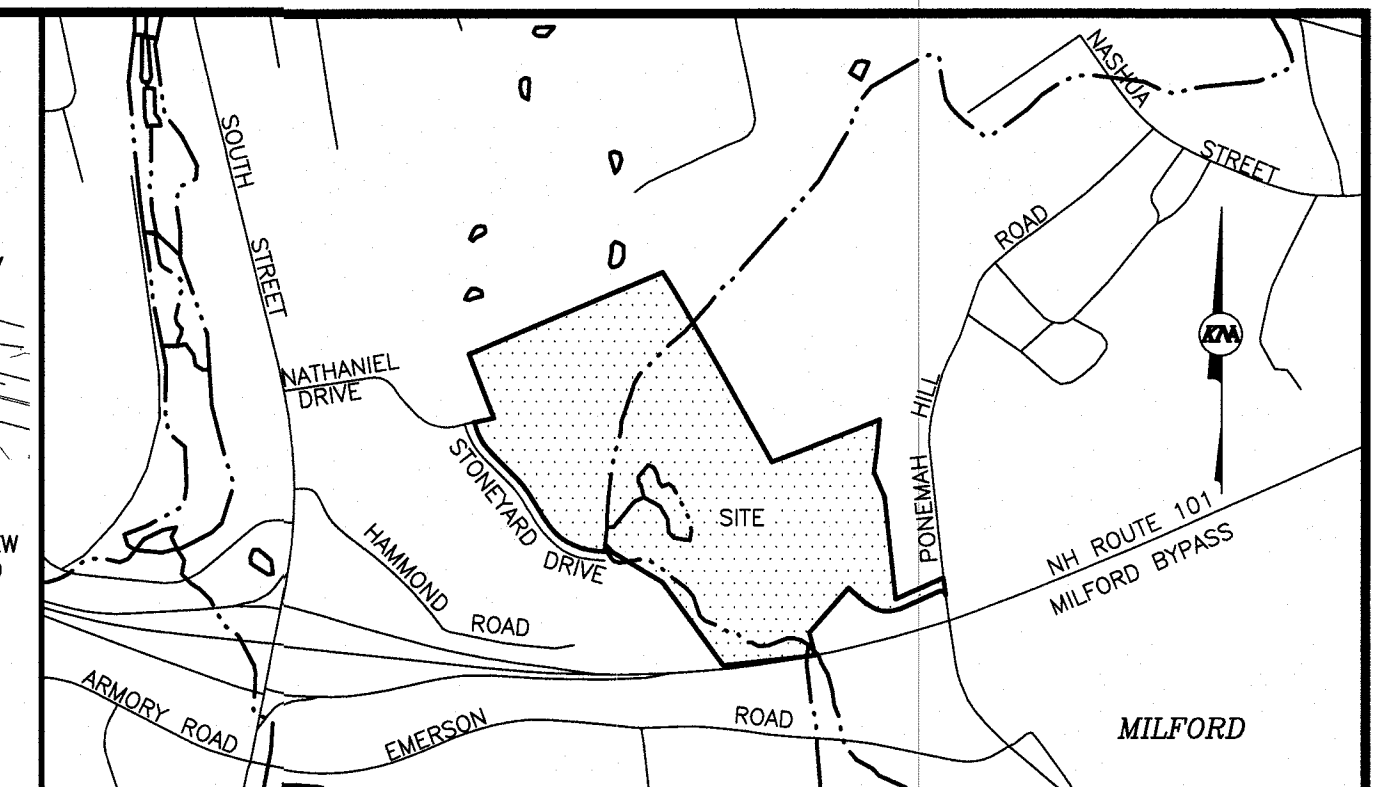 NASHUA
STREET
SOUTH
STREET
ROAD
KNA
NATHANIEL
DRIVE
PONEMAH HILL
STONEYARD DRIVE
SITE
NH ROUTE 101
MILFORD BYPASS
HAMMOND
ROAD
ARMORY ROAD
EMERSON ROAD
MILFORD